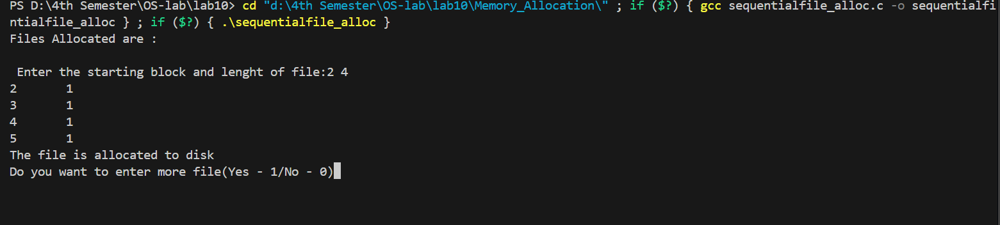 PS D:\4th Semester\OS-lab\lab10> cd "d:\4th Semester\OS-lab\lab10\Memory_Allocation\" ; if ($?) { gcc sequentialfile_alloc.c -o sequentialfi
ntialfile_alloc } ; if ($?) { .\sequentialfile_alloc }
Files Allocated are :
Enter the starting block and lenght of file:2 4
2 1
3 1
4 1
5 1
The file is allocated to disk
Do you want to enter more file(Yes - 1/No - 0)